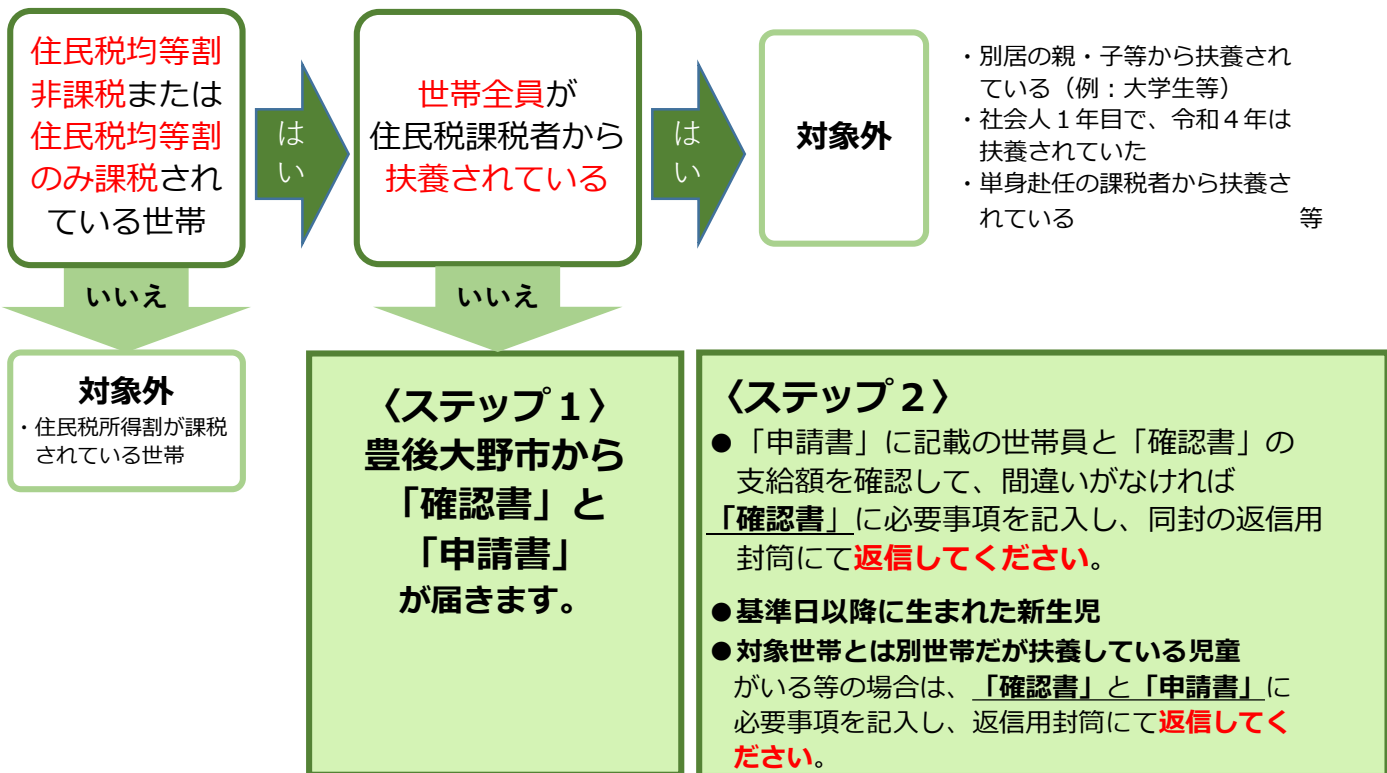 住民税均等割
非課税または
住民税均等割
のみ課税され
ている世帯
はい
世帯全員が
住民税課税者から
扶養されている
はい
対象外
・別居の親・子等から扶養され
ている（例：大学生等）
・社会人１年目で、令和４年は
扶養されていた
・単身赴任の課税者から扶養さ
れている　等
いいえ
いいえ
対象外
・住民税所得割が課税
されている世帯
〈ステップ１〉
豊後大野市から
「確認書」と
「申請書」
が届きます。
〈ステップ２〉
●「申請書」に記載の世帯員と「確認書」の
支給額を確認して、間違いがなければ
「確認書」に必要事項を記入し、同封の返信用
封筒にて返信してください。
●基準日以降に生まれた新生児
●対象世帯とは別世帯だが扶養している児童
がいる等の場合は、「確認書」と「申請書」に
必要事項を記入し、返信用封筒にて返信してく
ださい。